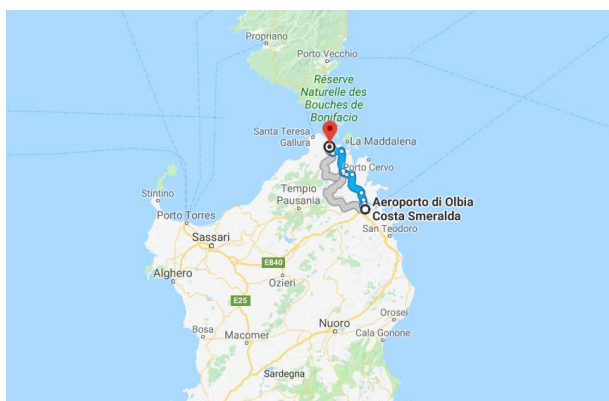 Propriano
Porto Vecchio
Réserve
Naturelle des
Bouches de
Bonifacio
Santa Teresa
Gallura
La Maddalena
Porto Cervo
Aeroporto di Olbia
Costa Smeralda
Tempio
Pausania
Stintino
Porto Torres
San Teodoro
Sassari
E840
Alghero
Ozieri
E25
Orosei
Bosa
Macomer
Nuoro
Cala Gonone
Sardegna